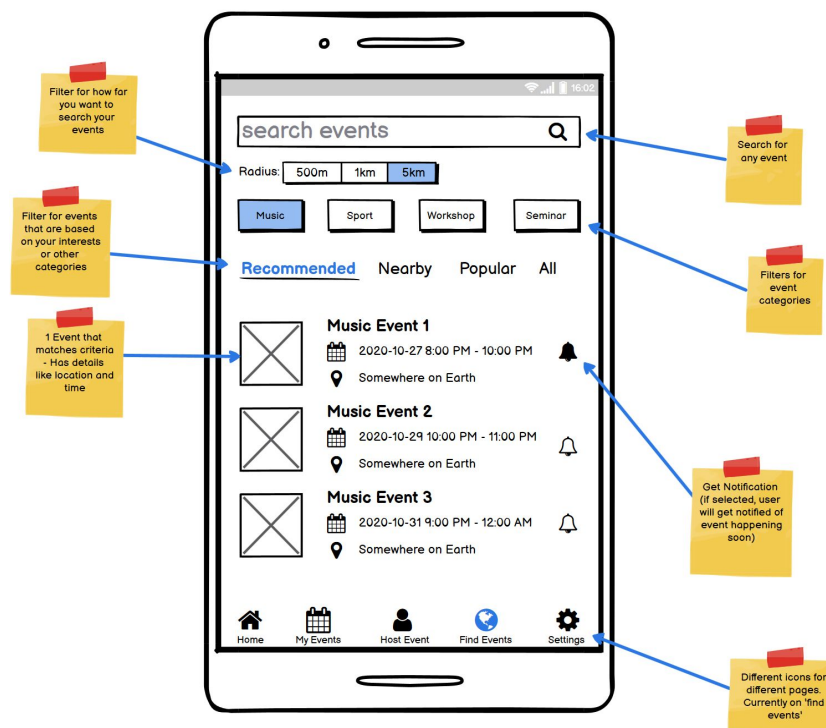 16:02
search events
Radius: 500m 1km 5km
Music Sport Workshop Seminar
Recommended Nearby Popular All
Music Event 1
2020-10-27 8:00 PM - 10:00 PM
Somewhere on Earth
Music Event 2
2020-10-29 10:00 PM - 11:00 PM
Somewhere on Earth
Music Event 3
2020-10-31 9:00 PM - 12:00 AM
Somewhere on Earth
Home My Events Host Event Find Events Settings
Filter for how far
you want to
search your
events
Filter for events
that are based
on your interests
or other
categories
1 Event that
matches criteria
- Has details
like location and
time
Search for
any event
Filters for
event
categories
Get Notification
(if selected, user
will get notified of
event happening
soon)
Different icons for
different pages.
Currently on 'find
events'